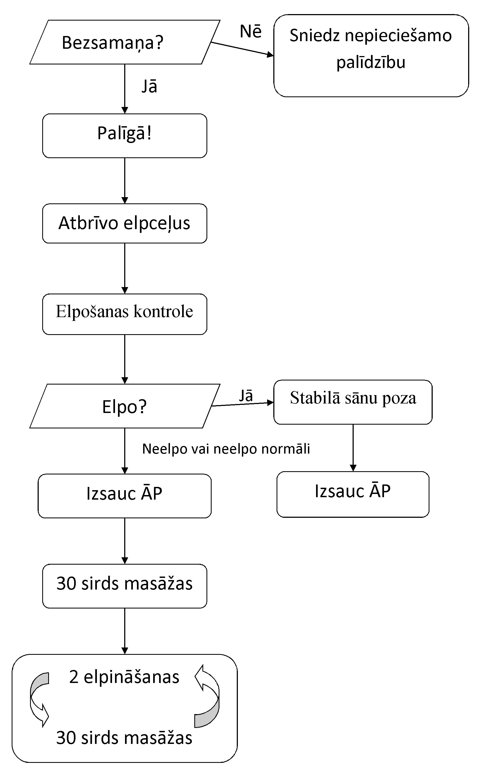 Bezsamaņa?
Nē
Sniedz nepieciešamo
palīdzību
Jā
Palīgā!
Atbrīvo elpceļus
Elpošanas kontrole
Elpo?
Jā
Stabilā sānu poza
Neelpo vai neelpo normāli
Izsauc ĀP
Izsauc ĀP
30 sirds masāžas
2 elpināšanas
30 sirds masāžas